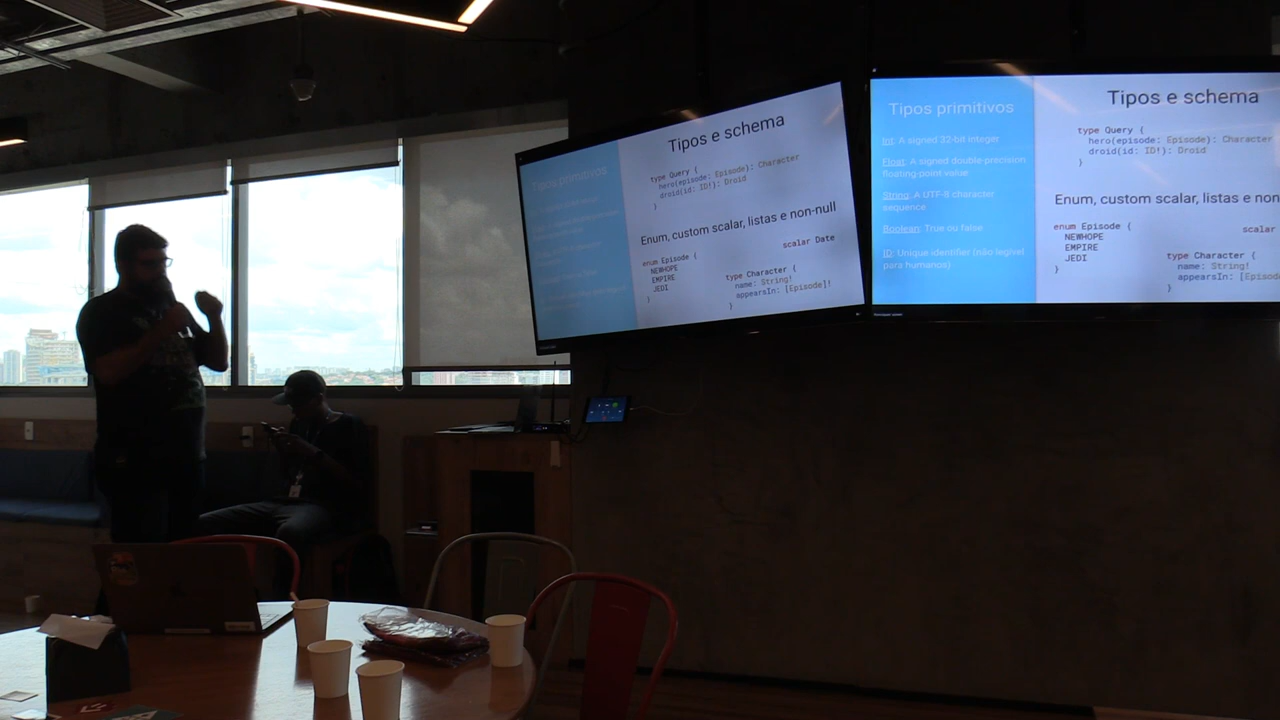 Tipos primitivos
Tipos e schema
type Query {
hero(episode: Episode): Character
droid(id: ID!): Droid
}
Enum, custom scalar, listas e non-null
enum Episode {
NEWHOPE
EMPIRE
JEDI
}
scalar Date
type Character {
name: String!
appearsIn: [Episode]!
}
Tipos primitivos
Int: A signed 32-bit integer
Float: A signed double-precision
floating-point value
String: A UTF-8 character
sequence
Boolean: True ou false
ID: Unique identifier (não legível
para humanos)
Tipos e schema
type Query {
hero(episode: Episode): Character
droid(id: ID!): Droid
}
Enum, custom scalar, listas e non
enum Episode {
NEWHOPE
EMPIRE
JEDI
}
scalar
type Character {
name: String!
appearsIn: [Episod
}